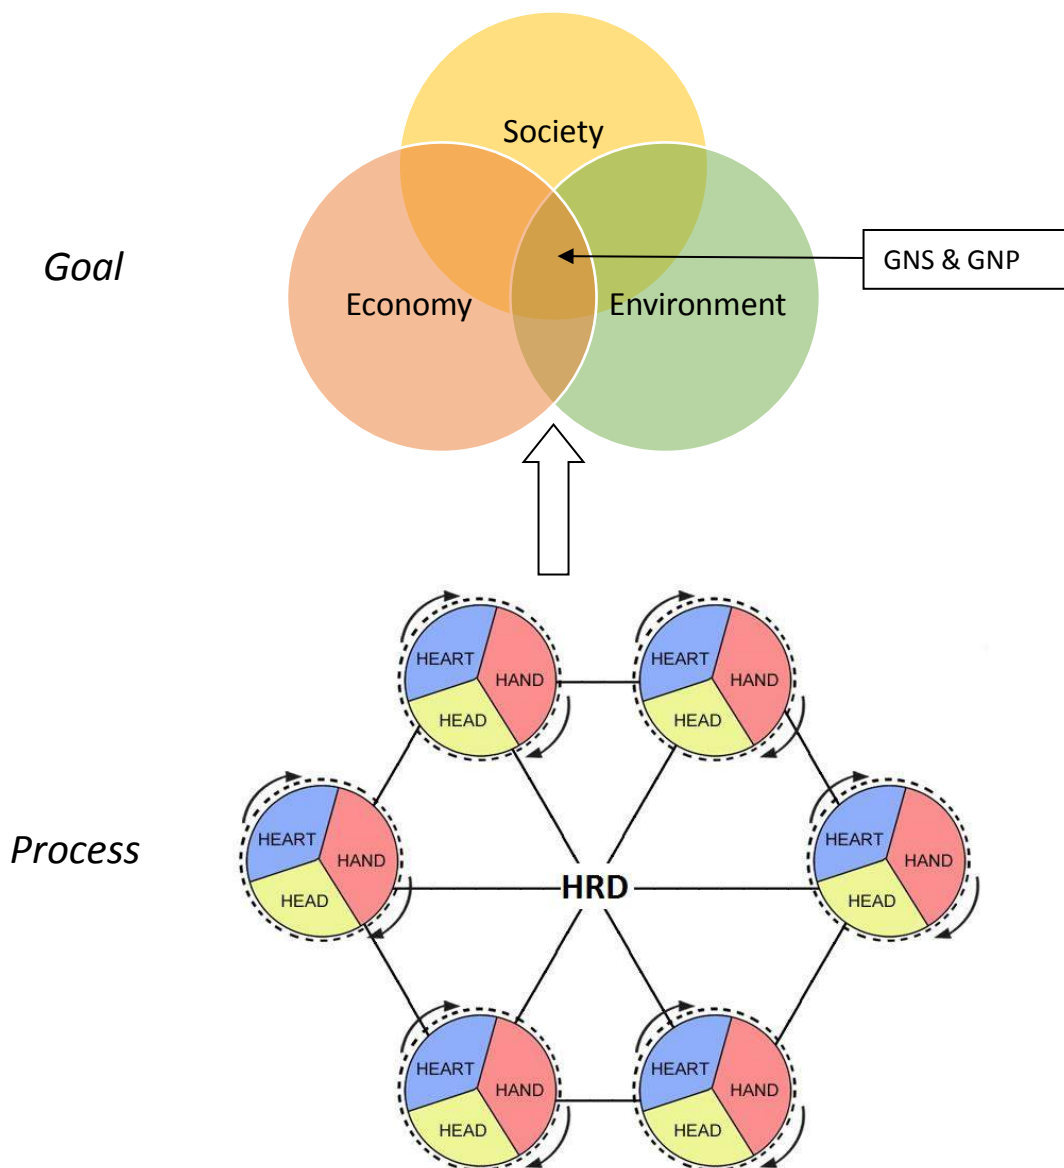 Society
Goal
GNS & GNP
Economy
Environment
HEART
HAND
HEAD
HEART
HAND
HEAD
Process
HEART
HAND
HEAD
HRD
HEART
HAND
HEAD
HEART
HAND
HEAD
HEART
HAND
HEAD